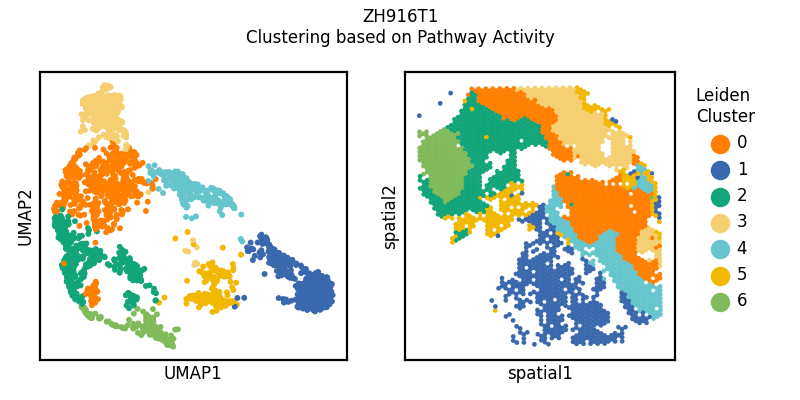 ZH916T1
Clustering based on Pathway Activity
UMAP2
UMAP1
spatial2
spatial1
Leiden
Cluster
0
1
2
3
4
5
6